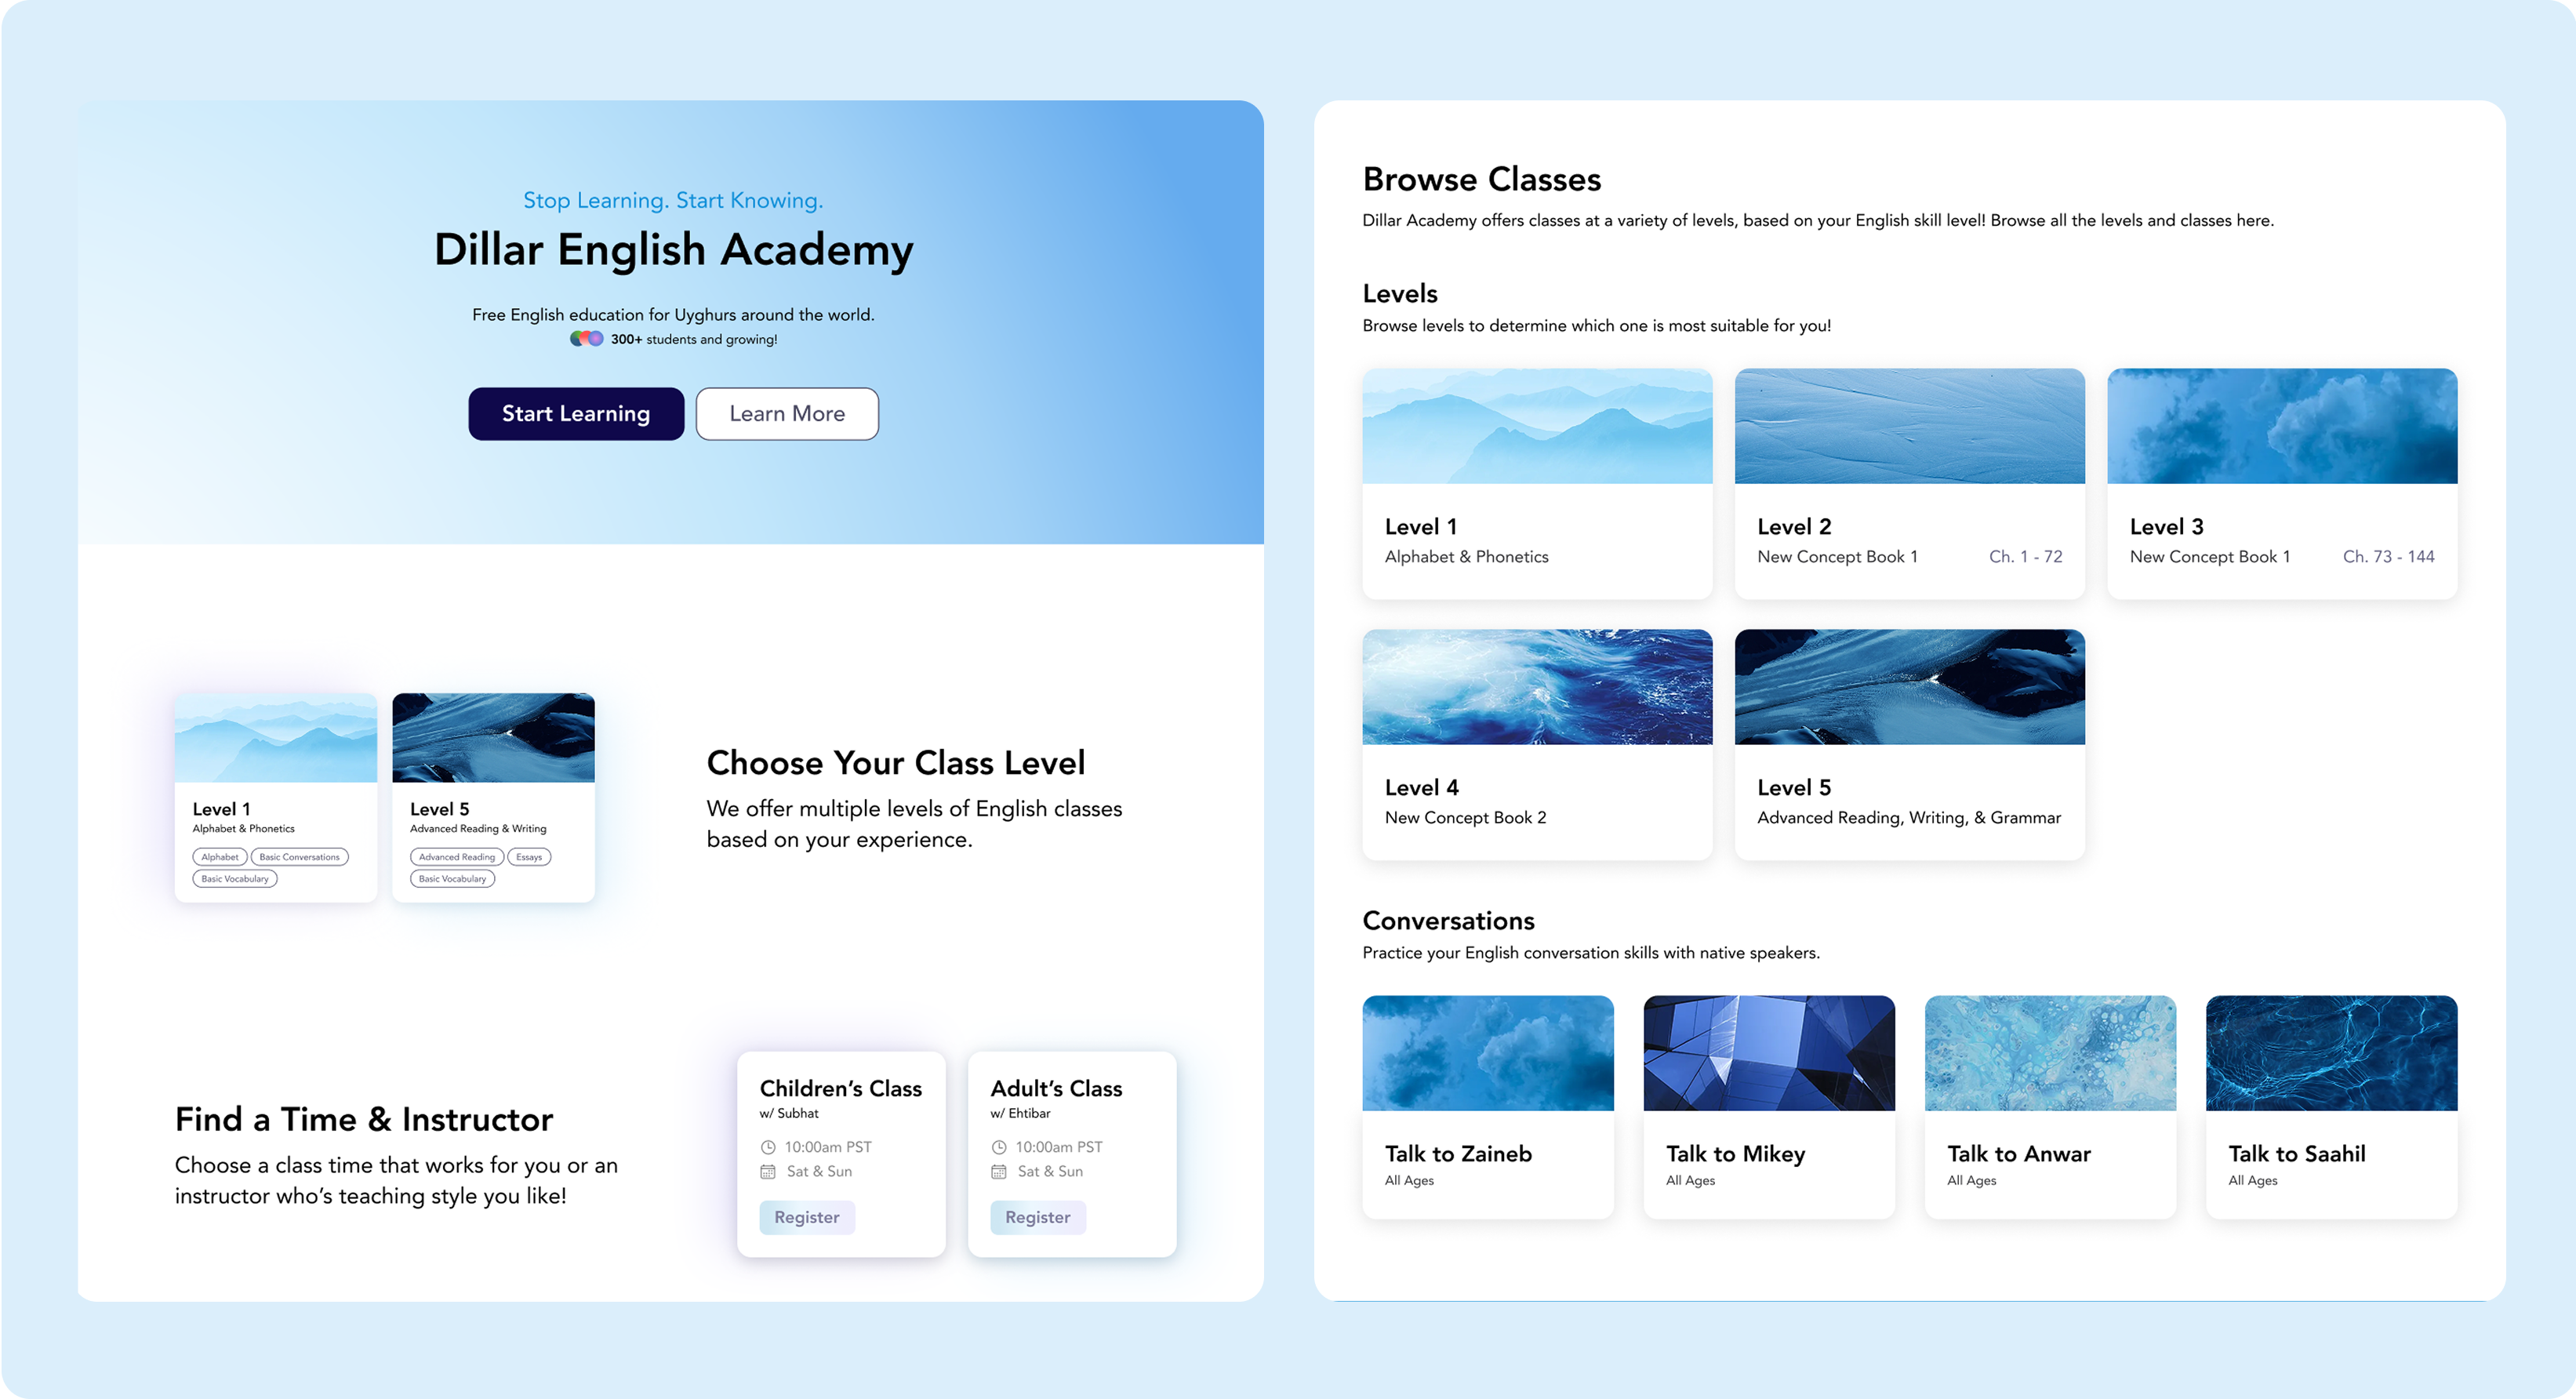 Stop Learning. Start Knowing.
Dillar English Academy
Free English education for Uyghurs around the world.
300+ students and growing!
Start Learning
Learn More
Level 1
Alphabet & Phonetics
Alphabet
Basic Conversations
Basic Vocabulary
Level 5
Advanced Reading & Writing
Advanced Reading
Essays
Basic Vocabulary
Choose Your Class Level
We offer multiple levels of English classes
based on your experience.
Find a Time & Instructor
Choose a class time that works for you or an
instructor who’s teaching style you like!
Children’s Class
w/ Subhat
10:00am PST
Sat & Sun
Register
Adult’s Class
w/ Ehtibar
10:00am PST
Sat & Sun
Register
Browse Classes
Dillar Academy offers classes at a variety of levels, based on your English skill level! Browse all the levels and classes here.
Levels
Browse levels to determine which one is most suitable for you!
Level 1
Alphabet & Phonetics
Level 2
New Concept Book 1 Ch. 1 - 72
Level 3
New Concept Book 1 Ch. 73 - 144
Level 4
New Concept Book 2
Level 5
Advanced Reading, Writing, & Grammar
Conversations
Practice your English conversation skills with native speakers.
Talk to Zaineb
All Ages
Talk to Mikey
All Ages
Talk to Anwar
All Ages
Talk to Saahil
All Ages